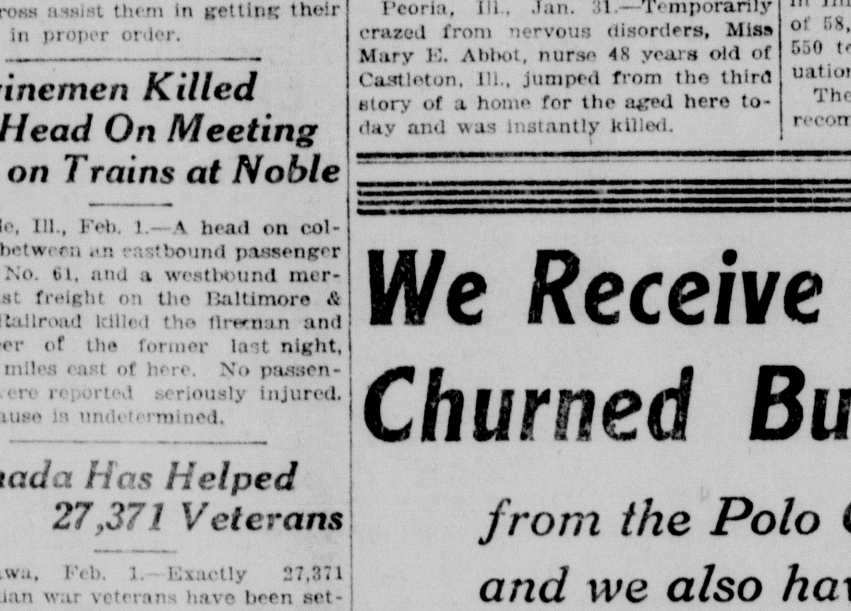 ross assist them in getting their
in proper order.
inemen Killed
Head On Meeting
on Trains at Noble
le, Ill., Feb. 1.—A head on col-
between an eastbound passenger
No. 61, and a westbound mer-
st freight on the Baltimore &
Railroad killed the fireman and
er of the former last night,
miles east of here. No passen-
ere reported seriously injured.
ause is undetermined.
ada Has Helped
27,371 Veterans
wa, Feb. 1.—Exactly 27,371
ian war veterans have been set-
Peoria, Ill., Jan. 31.—Temporarily
crazed from nervous disorders, Miss
Mary E. Abbot, nurse 48 years old of
Castleton, Ill., jumped from the third
story of a home for the aged here to-
day and was instantly killed.
of 58,
550 t
uation
The
recom
We Receive
Churned Bu
from the Polo
and we also hav